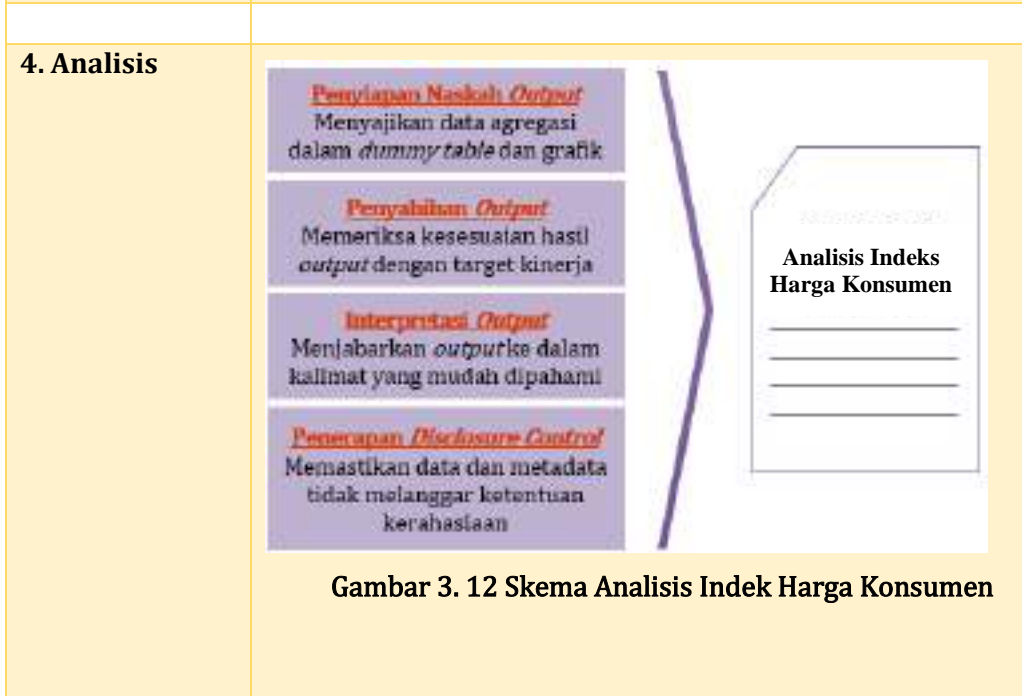 4. Analisis
Penyiapan Naskah Output
Menyajikan data agregasi
dalam dummy table dan grafik
Penyahihan Output
Memeriksa kesesuaian hasil
output dengan target kinerja
Interpretasi Output
Menjabarkan output ke dalam
kalimat yang mudah dipahami
Penerapan Disclosure Control
Memastikan data dan metadata
tidak melanggar ketentuan
kerahasiaan
Analisis Indeks
Harga Konsumen
Gambar 3. 12 Skema Analisis Indek Harga Konsumen